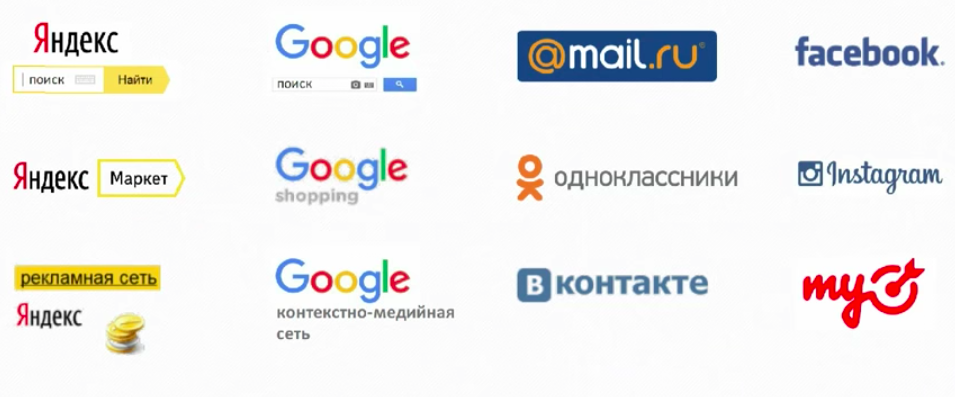 Яндекс
поиск Найти
Google
поиск
@mail.ru
facebook.
Яндекс Маркет
Google
shopping
одноклассники
Instagram
рекламная сеть
Яндекс
Google
контекстно-медийная
сеть
В контакте
my